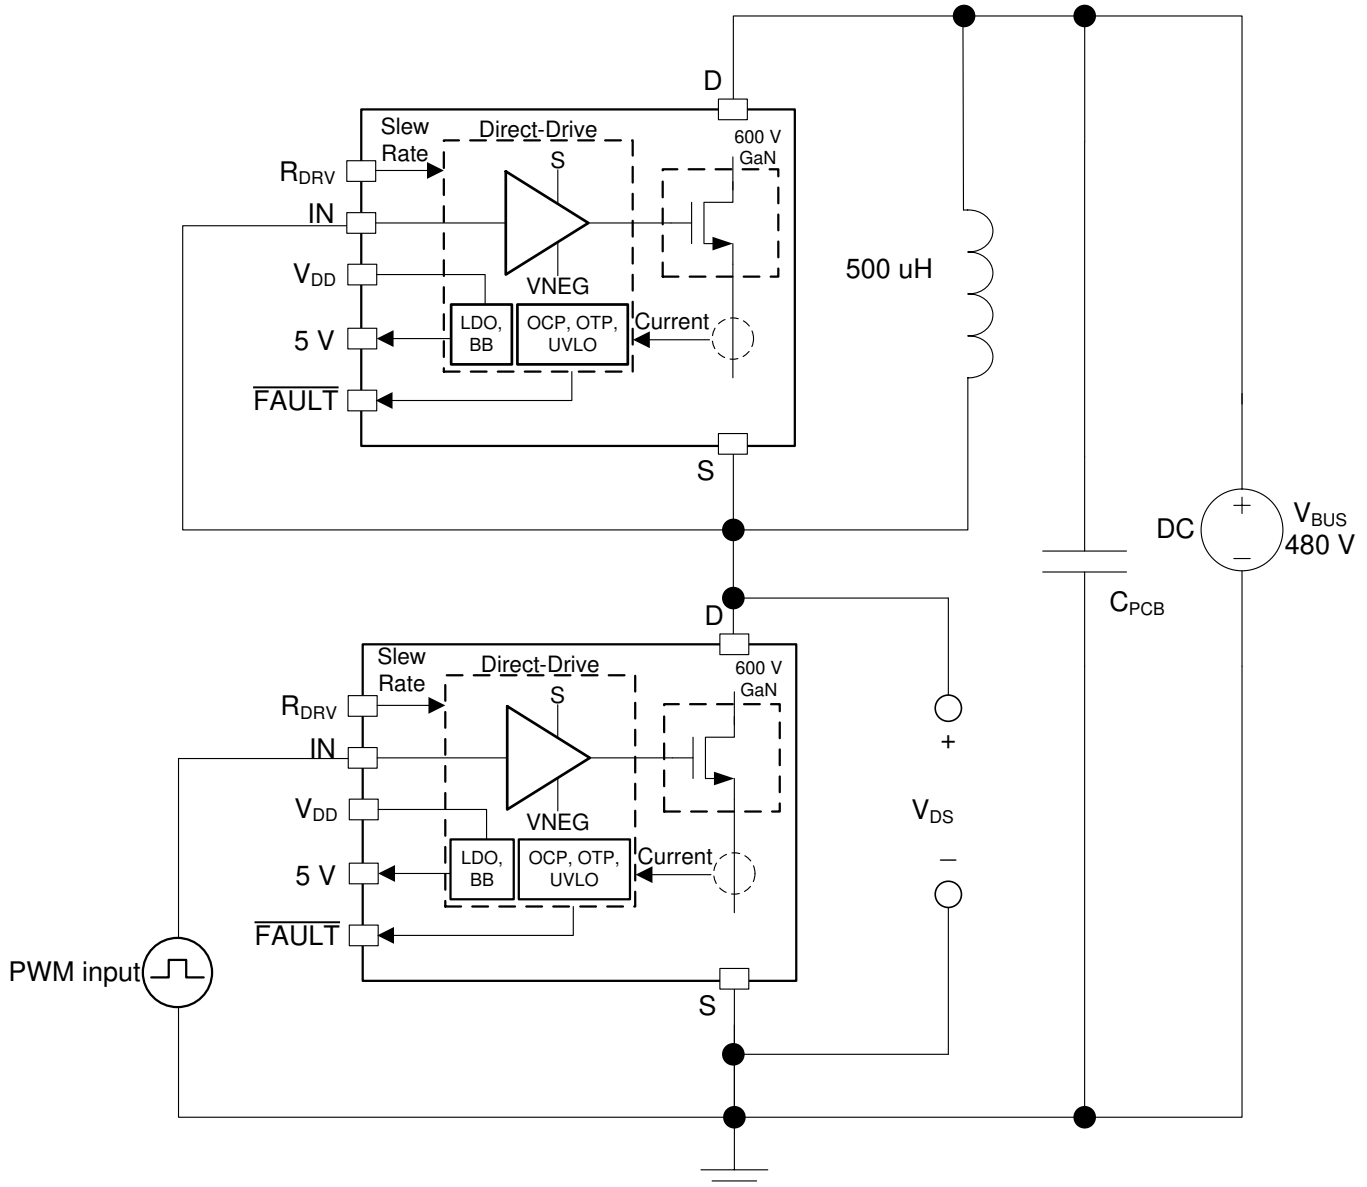 D
Slew
Rate
Direct-Drive
600 V
GaN
S
R_DRV
IN
V_DD
VNEG
5 V
LDO,
BB
OCP, OTP,
UVLO
Current
FAULT
S
500 uH
DC
V_BUS
480 V
C_PCB
D
Slew
Rate
Direct-Drive
600 V
GaN
S
R_DRV
IN
V_DD
VNEG
5 V
LDO,
BB
OCP, OTP,
UVLO
Current
FAULT
S
+
V_DS
–
PWM input